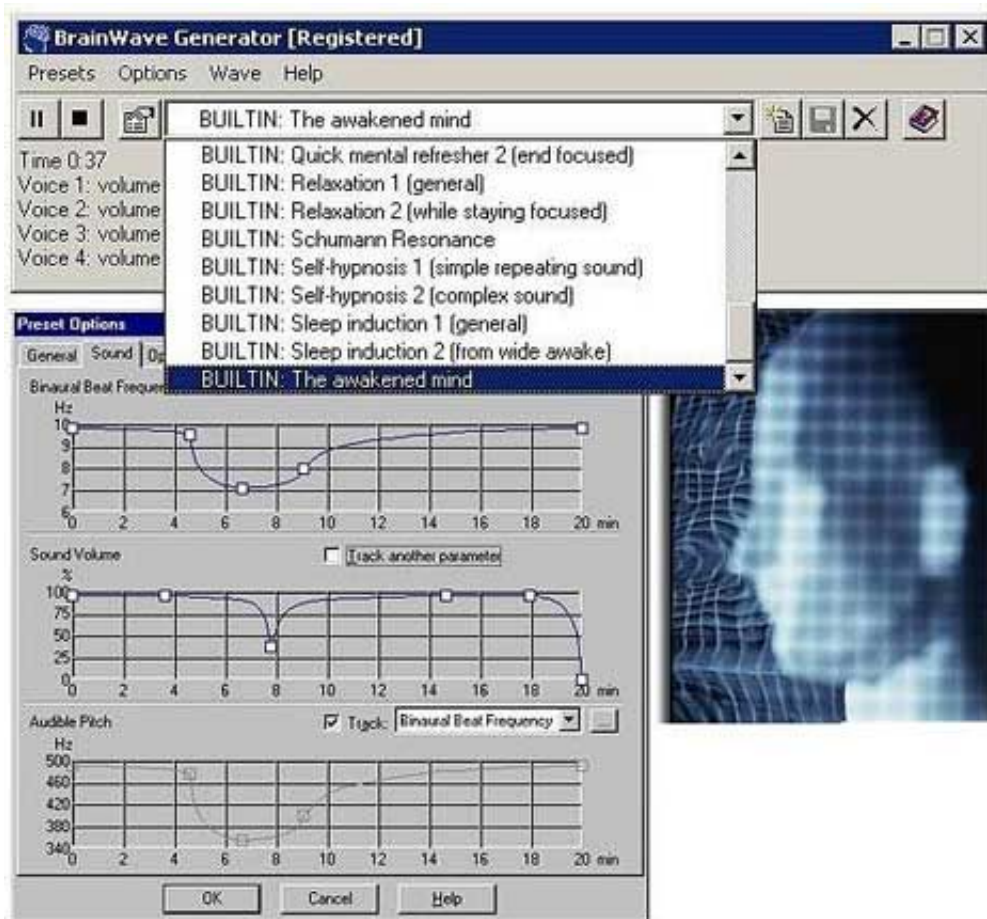 BrainWave Generator [Registered]
Presets Options Wave Help
BUILTIN: The awakened mind
Time 0:37
Voice 1: volume
Voice 2: volume
Voice 3: volume
Voice 4: volume
BUILTIN: Quick mental refresher 2 (end focused)
BUILTIN: Relaxation 1 (general)
BUILTIN: Relaxation 2 (while staying focused)
BUILTIN: Schumann Resonance
BUILTIN: Self-hypnosis 1 (simple repeating sound)
BUILTIN: Self-hypnosis 2 (complex sound)
BUILTIN: Sleep induction 1 (general)
BUILTIN: Sleep induction 2 (from wide awake)
BUILTIN: The awakened mind
Preset Options
General Sound Op
Binaural Beat Frequen
Hz
10
9
8
7
6
0 2 4 6 8 10 12 14 16 18 20 min
Sound Volume Track another parameter
%
100
75
50
25
0
0 2 4 6 8 10 12 14 16 18 20 min
Audible Pitch Track: Binaural Beat Frequency ...
Hz
500
460
420
380
340
0 2 4 6 8 10 12 14 16 18 20 min
OK Cancel Help